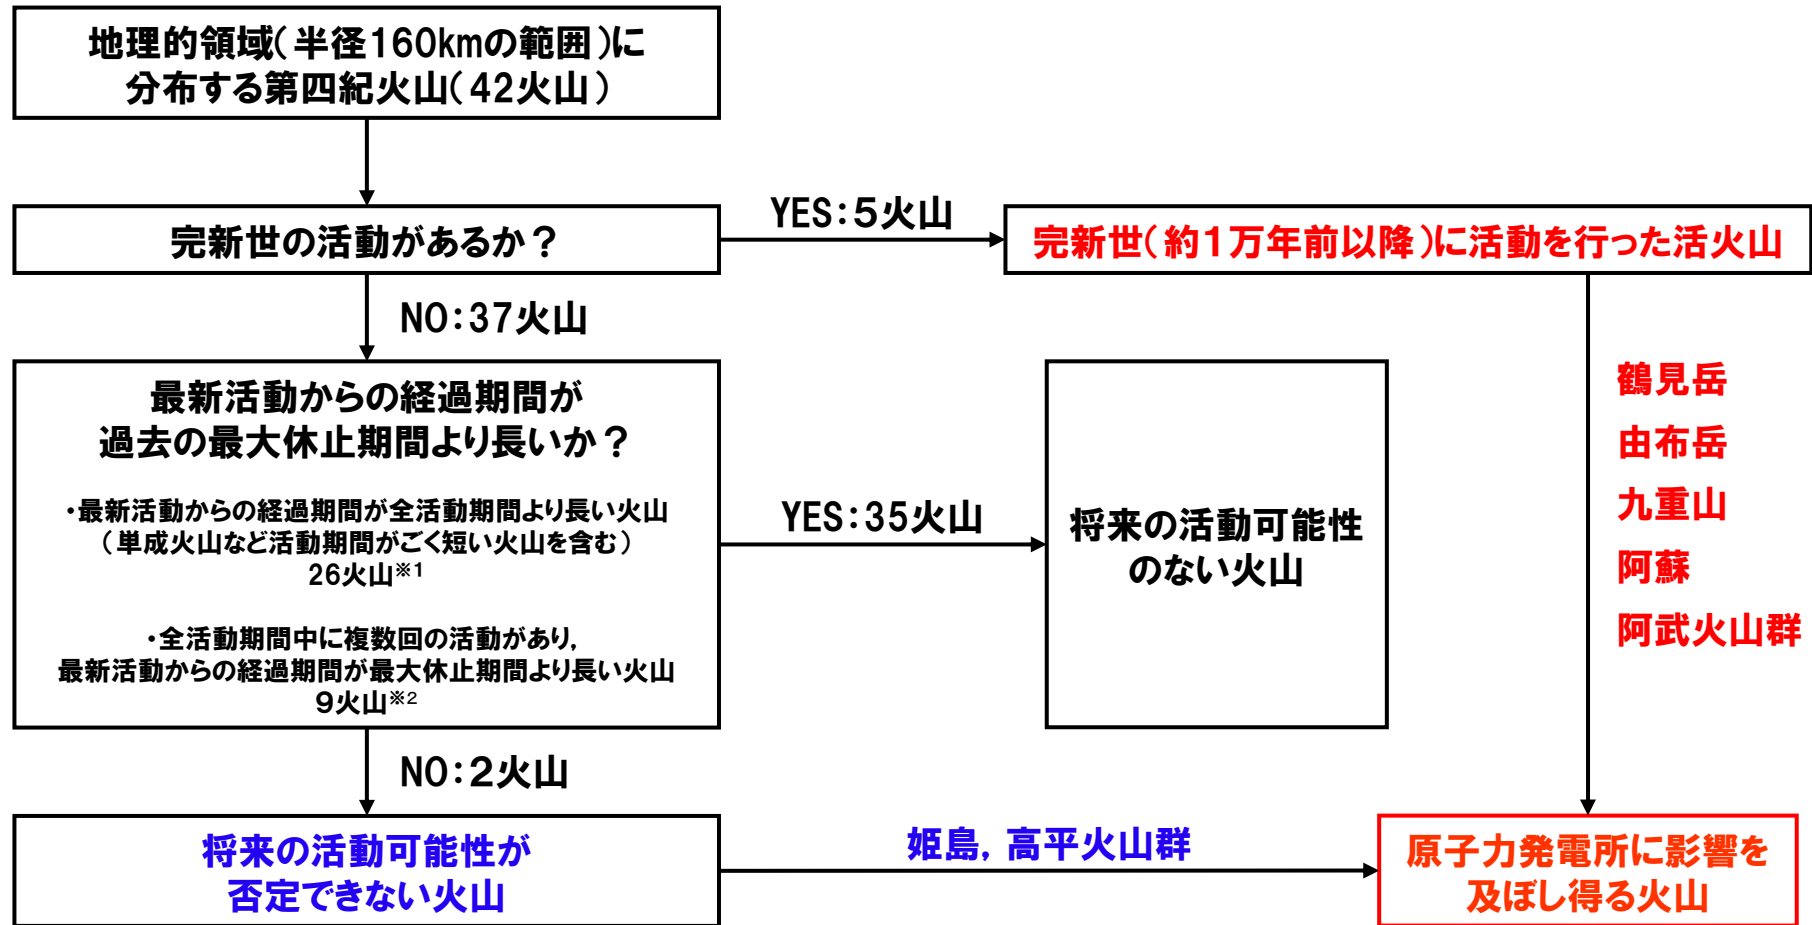 地理的領域(半径160kmの範囲)に
分布する第四紀火山(42火山)
完新世の活動があるか?
YES:5火山
完新世(約1万年前以降)に活動を行った活火山
NO:37火山
最新活動からの経過期間が
過去の最大休止期間より長いか?
・最新活動からの経過期間が全活動期間より長い火山
(単成火山など活動期間がごく短い火山を含む)
26火山※1
・全活動期間中に複数回の活動があり,
最新活動からの経過期間が最大休止期間より長い火山
9火山※2
YES:35火山
将来の活動可能性
のない火山
鶴見岳
由布岳
九重山
阿蘇
阿武火山群
NO:2火山
将来の活動可能性が
否定できない火山
姫島, 高平火山群
原子力発電所に影響を
及ぼし得る火山